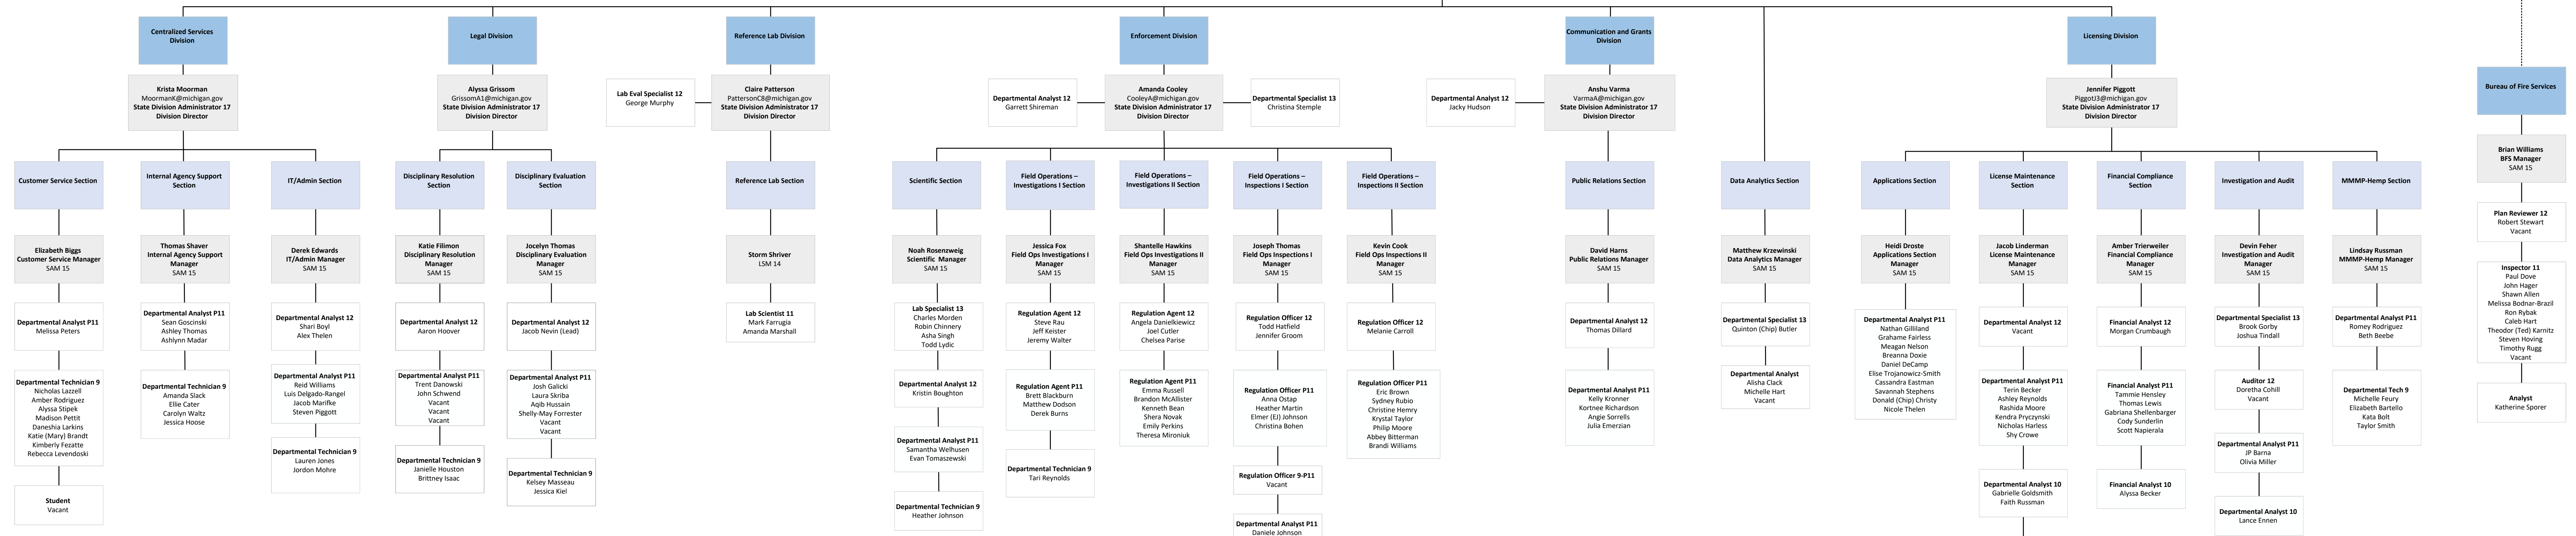 Centralized Services
Division
Krista Moorman
MoormanK@michigan.gov
State Division Administrator 17
Division Director
Customer Service Section
Elizabeth Biggs
Customer Service Manager
SAM 15
Departmental Analyst P11
Melissa Peters
Departmental Technician 9
Nicholas Lazzell
Amber Rodriguez
Alyssa Stipek
Madison Pettit
Daneshia Larkins
Katie (Mary) Brandt
Kimberly Fezatte
Rebecca Levendoski
Student
Vacant
Internal Agency Support
Section
Thomas Shaver
Internal Agency Support
Manager
SAM 15
Departmental Analyst P11
Sean Goscinski
Ashley Thomas
Ashlynn Madar
Departmental Technician 9
Amanda Slack
Ellie Cater
Carolyn Waltz
Jessica Hoose
IT/Admin Section
Derek Edwards
IT/Admin Manager
SAM 15
Departmental Analyst 12
Shari Boyl
Alex Thelen
Departmental Analyst P11
Reid Williams
Luis Delgado-Rangel
Jacob Marifke
Steven Piggott
Departmental Technician 9
Lauren Jones
Jordon Mohre
Legal Division
Alyssa Grissom
GrissomA1@michigan.gov
State Division Administrator 17
Division Director
Disciplinary Resolution
Section
Katie Filimon
Disciplinary Resolution
Manager
SAM 15
Departmental Analyst 12
Aaron Hoover
Departmental Analyst P11
Trent Danowski
John Schwend
Vacant
Vacant
Vacant
Departmental Technician 9
Janielle Houston
Brittney Isaac
Disciplinary Evaluation
Section
Jocelyn Thomas
Disciplinary Evaluation
Manager
SAM 15
Departmental Analyst 12
Jacob Nevin (Lead)
Departmental Analyst P11
Josh Galicki
Laura Skriba
Aqib Hussain
Shelly-May Forrester
Vacant
Vacant
Departmental Technician 9
Kelsey Masseau
Jessica Kiel
Reference Lab Division
Lab Eval Specialist 12
George Murphy
Claire Patterson
PattersonC8@michigan.gov
State Division Administrator 17
Division Director
Reference Lab Section
Storm Shriver
LSM 14
Lab Scientist 11
Mark Farrugia
Amanda Marshall
Enforcement Division
Departmental Analyst 12
Garrett Shireman
Amanda Cooley
CooleyA@michigan.gov
State Division Administrator 17
Division Director
Departmental Specialist 13
Christina Stemple
Scientific Section
Noah Rosenzweig
Scientific Manager
SAM 15
Lab Specialist 13
Charles Morden
Robin Chinnery
Asha Singh
Todd Lydic
Departmental Analyst 12
Kristin Boughton
Departmental Analyst P11
Samantha Welhusen
Evan Tomaszewski
Departmental Technician 9
Heather Johnson
Field Operations –
Investigations I Section
Jessica Fox
Field Ops Investigations I
Manager
SAM 15
Regulation Agent 12
Steve Rau
Jeff Keister
Jeremy Walter
Regulation Agent P11
Brett Blackburn
Matthew Dodson
Derek Burns
Departmental Technician 9
Tari Reynolds
Field Operations –
Investigations II Section
Shantelle Hawkins
Field Ops Investigations II
Manager
SAM 15
Regulation Agent 12
Angela Danielkiewicz
Joel Cutler
Chelsea Parise
Regulation Agent P11
Emma Russell
Brandon McAllister
Kenneth Bean
Shera Novak
Emily Perkins
Theresa Mironiuk
Field Operations –
Inspections I Section
Joseph Thomas
Field Ops Inspections I
Manager
SAM 15
Regulation Officer 12
Todd Hatfield
Jennifer Groom
Regulation Officer P11
Anna Ostap
Heather Martin
Elmer (EJ) Johnson
Christina Bohen
Regulation Officer 9-P11
Vacant
Departmental Analyst P11
Daniele Johnson
Field Operations –
Inspections II Section
Kevin Cook
Field Ops Inspections II
Manager
SAM 15
Regulation Officer 12
Melanie Carroll
Regulation Officer P11
Eric Brown
Sydney Rubio
Christine Hemry
Krystal Taylor
Philip Moore
Abbey Bitterman
Brandi Williams
Communication and Grants
Division
Departmental Analyst 12
Jacky Hudson
Anshu Varma
VarmaA@michigan.gov
State Division Administrator 17
Division Director
Public Relations Section
David Harns
Public Relations Manager
SAM 15
Departmental Analyst 12
Thomas Dillard
Departmental Analyst P11
Kelly Kronner
Kortnee Richardson
Angie Sorrells
Julia Emerzian
Data Analytics Section
Matthew Krzewinski
Data Analytics Manager
SAM 15
Departmental Specialist 13
Quinton (Chip) Butler
Departmental Analyst
Alisha Clack
Michelle Hart
Vacant
Licensing Division
Jennifer Piggott
PiggotJ3@michigan.gov
State Division Administrator 17
Division Director
Applications Section
Heidi Droste
Applications Section
Manager
SAM 15
Departmental Analyst P11
Nathan Gilliland
Grahame Fairless
Meagan Nelson
Breanna Doxie
Daniel DeCamp
Elise Trojanowicz-Smith
Cassandra Eastman
Savannah Stephens
Donald (Chip) Christy
Nicole Thelen
License Maintenance
Section
Jacob Linderman
License Maintenance
Manager
SAM 15
Departmental Analyst 12
Vacant
Departmental Analyst P11
Terin Becker
Ashley Reynolds
Rashida Moore
Kendra Pryczynski
Nicholas Harless
Shy Crowe
Departmental Analyst 10
Gabrielle Goldsmith
Faith Russman
Financial Compliance
Section
Amber Trierweiler
Financial Compliance
Manager
SAM 15
Financial Analyst 12
Morgan Crumbaugh
Financial Analyst P11
Tammie Hensley
Thomas Lewis
Gabriana Shellenbarger
Cody Sunderlin
Scott Napierala
Financial Analyst 10
Alyssa Becker
Investigation and Audit
Devin Feher
Investigation and Audit
Manager
SAM 15
Departmental Specialist 13
Brook Gorby
Joshua Tindall
Auditor 12
Doretha Cohill
Vacant
Departmental Analyst P11
JP Barna
Olivia Miller
Departmental Analyst 10
Lance Ennen
MMMP-Hemp Section
Lindsay Russman
MMMP-Hemp Manager
SAM 15
Departmental Analyst P11
Romey Rodriguez
Beth Beebe
Departmental Tech 9
Michelle Feury
Elizabeth Bartello
Kata Bolt
Taylor Smith
Bureau of Fire Services
Brian Williams
BFS Manager
SAM 15
Plan Reviewer 12
Robert Stewart
Vacant
Inspector 11
Paul Dove
John Hager
Shawn Allen
Melissa Bodnar-Brazil
Ron Rybak
Caleb Hart
Theodor (Ted) Karnitz
Steven Hoving
Timothy Rugg
Vacant
Analyst
Katherine Sporer